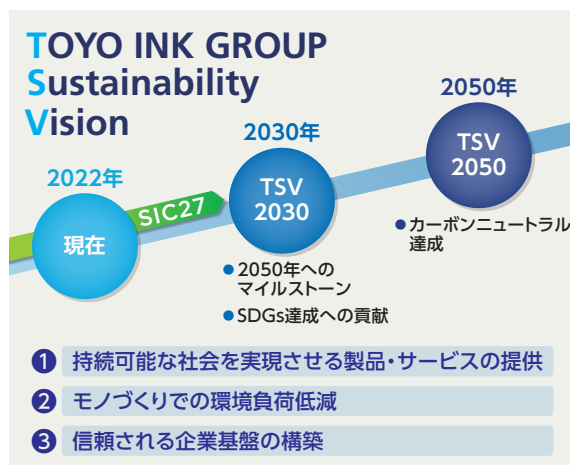 TOYO INK GROUP
Sustainability
Vision
2022年
現在
SIC27
2030年
TSV
2030
●2050年への
マイルストーン
●SDGs達成への貢献
2050年
TSV
2050
●カーボンニュートラル
達成
❶ 持続可能な社会を実現させる製品・サービスの提供
❷ モノづくりでの環境負荷低減
❸ 信頼される企業基盤の構築